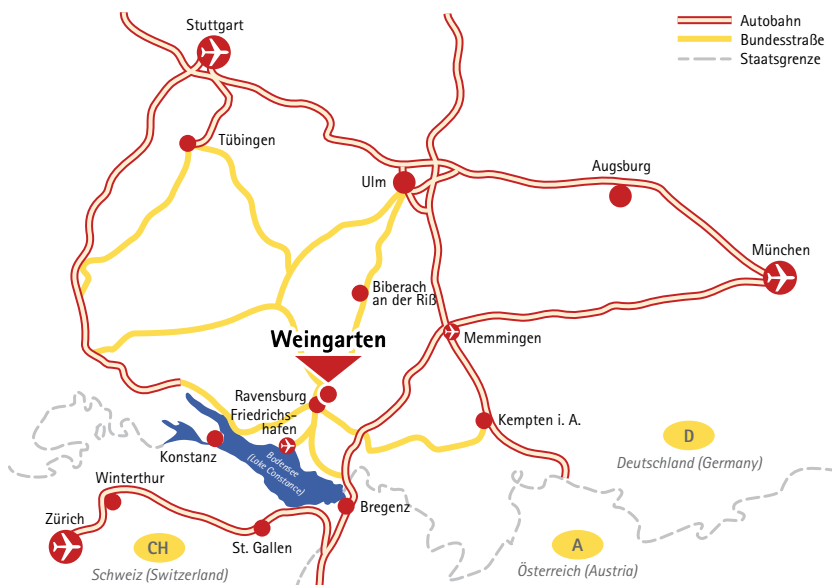 Stuttgart
Autobahn
Bundesstraße
Staatsgrenze
Tübingen
Augsburg
Ulm
München
Biberach
an der Riß
Weingarten
Memmingen
Ravensburg
Friedrichs-
hafen
Kempten i. A.
D
Deutschland (Germany)
Konstanz
Bodensee
(Lake Constance)
Winterthur
Bregenz
Zürich
St. Gallen
CH
Schweiz (Switzerland)
A
Österreich (Austria)